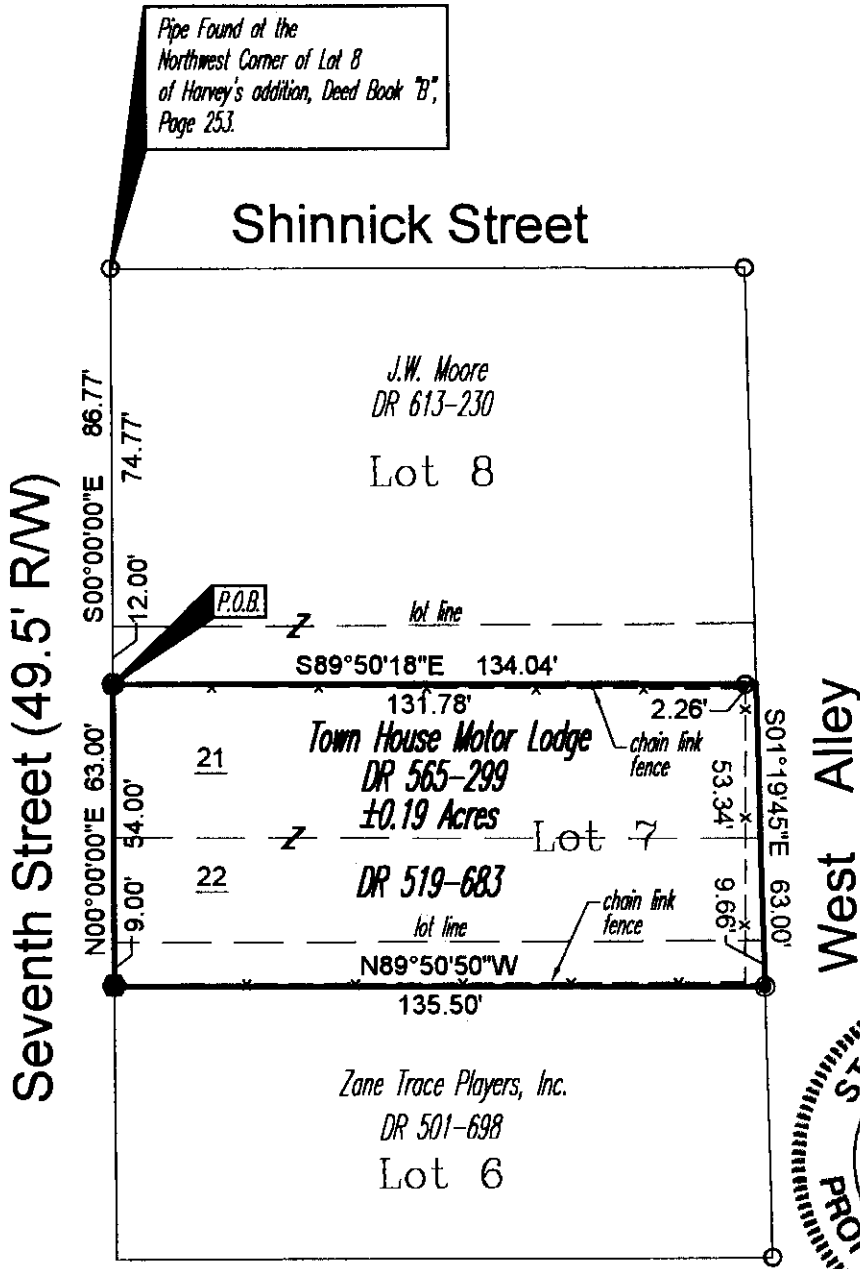 Pipe Found at the
Northwest Corner of Lot 8
of Harvey's addition, Deed Book "B",
Page 253.
Shinnick Street
J.W. Moore
DR 613-230
Lot 8
S00°00'00"E 86.77'
74.77'
12.00'
P.O.B.
lot line
Z
S89°50'18"E 134.04'
131.78'
2.26'
Seventh Street (49.5' R/W)
West Alley
Town House Motor Lodge
DR 565-299
±0.19 Acres
chain link
fence
21
Lot 7
Z
22
DR 519-683
N00°00'00"E 63.00'
54.00'
9.00'
53.34'
9.66'
S01°19'45"E 63.00'
chain link
fence
lot line
N89°50'50"W
135.50'
Zane Trace Players, Inc.
DR 501-698
Lot 6